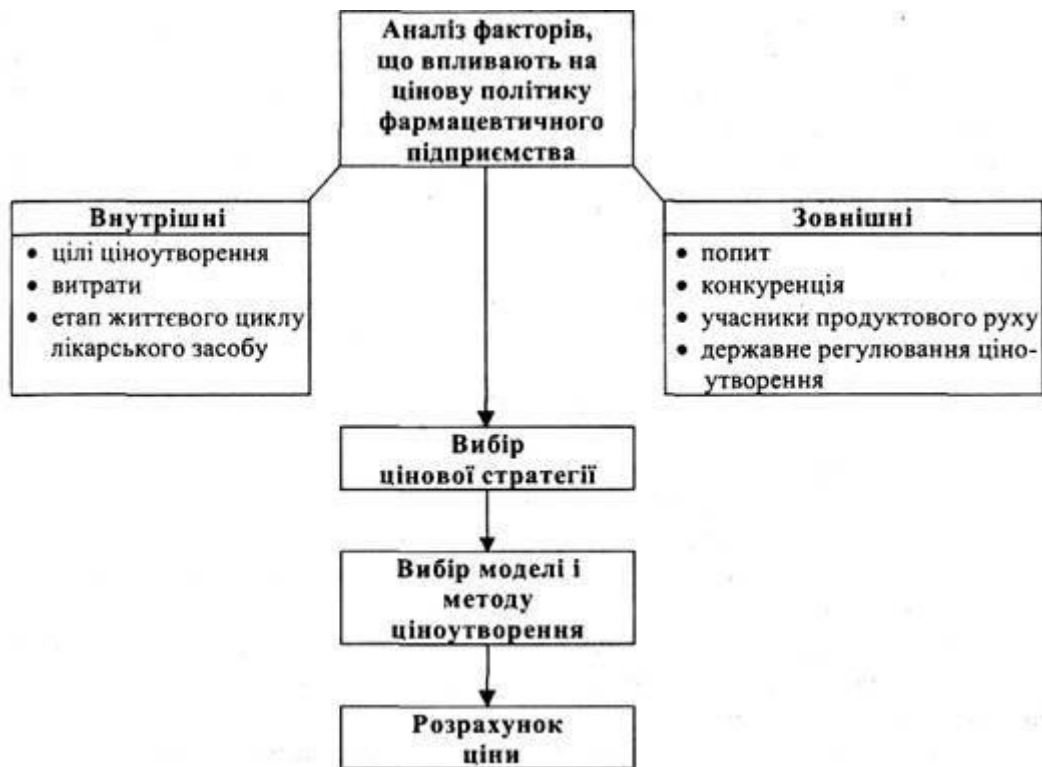 Аналіз факторів,
що впливають на
цінову політику
фармацевтичного
підприємства
Внутрішні
• цілі ціноутворення
• витрати
• етап життєвого циклу
лікарського засобу
Зовнішні
• попит
• конкуренція
• учасники продуктового руху
• державне регулювання ціно-
утворення
Вибір
цінової стратегії
Вибір моделі і
методу
ціноутворення
Розрахунок
ціни